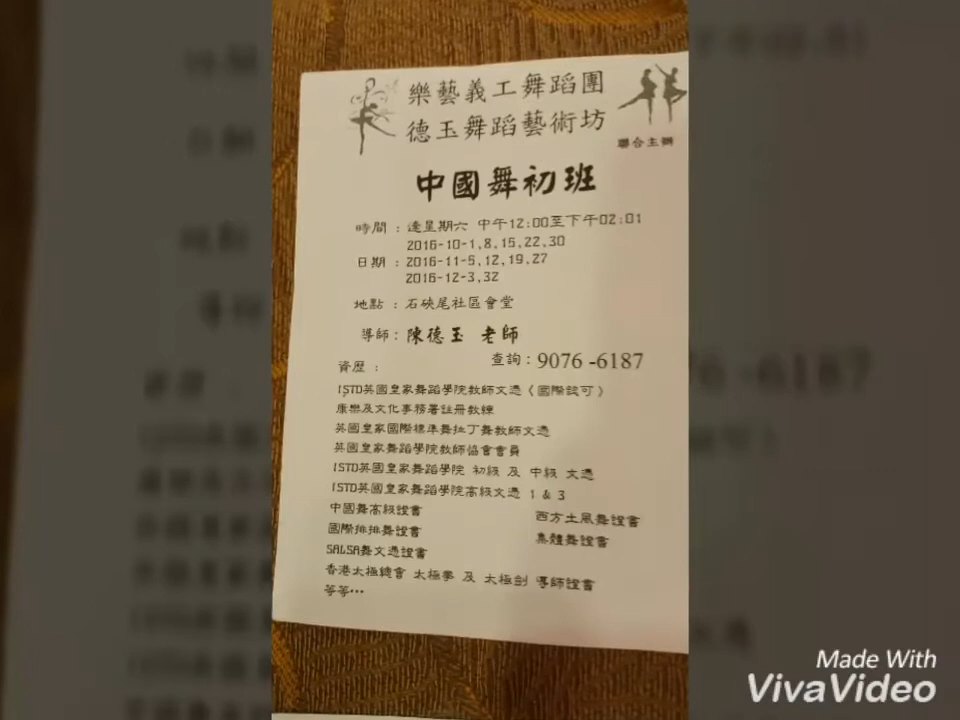 樂藝義工舞蹈團
德玉舞蹈藝術坊
聯合主辦
中國舞初班
時間 : 逢星期六 中午12:00至下午02:01
2016-10-1,8,15,22,30
日期 : 2016-11-5,12,19,27
2016-12-3,32
地點 : 石硤尾社區會堂
導師: 陳德玉 老師
查詢 : 9076 -6187
資歷 :
ISTD英國皇家舞蹈學院教師文憑〈國際認可〉
康樂及文化事務署註冊教練
英國皇家國際標準舞拉丁舞教師文憑
英國皇家舞蹈學院教師協會會員
ISTD英國皇家舞蹈學院 初級 及 中級 文憑
ISTD英國皇家舞蹈學院高級文憑 1 & 3
中國舞高級證書 西方土風舞證書
國際排排舞證書 集體舞證書
SALSA舞文憑證書
香港太極總會 太極拳 及 太極劍 導師證書
等等…
Made With
VivaVideo